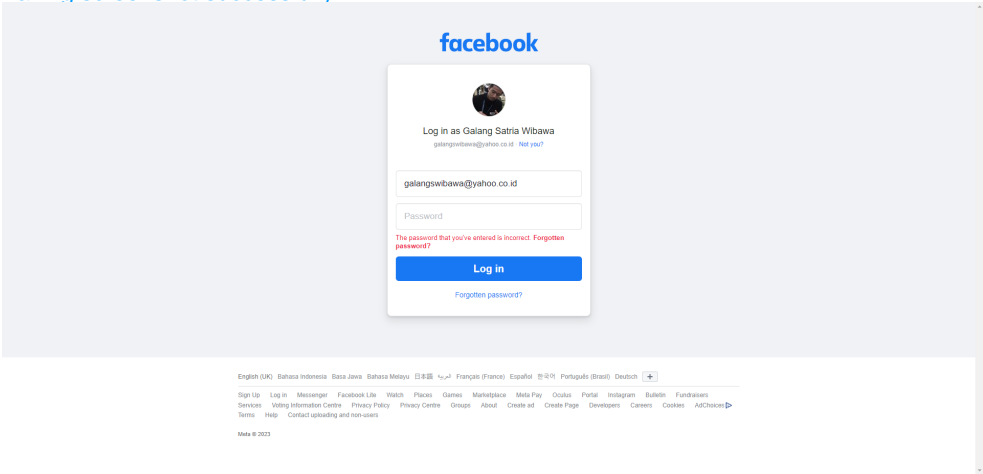 facebook
Log in as Galang Satria Wibawa
galangswibawa@yahoo.co.id · Not you?
galangswibawa@yahoo.co.id
Password
The password that you've entered is incorrect. Forgotten
password?
Log in
Forgotten password?
English (UK) Bahasa Indonesia Basa Jawa Bahasa Melayu 日本語 العربية Français (France) Español 한국어 Português (Brasil) Deutsch +
Sign Up Log in Messenger Facebook Lite Watch Places Games Marketplace Meta Pay Oculus Portal Instagram Bulletin Fundraisers
Services Voting Information Centre Privacy Policy Privacy Centre Groups About Create ad Create Page Developers Careers Cookies AdChoices
Terms Help Contact uploading and non-users
Meta © 2023